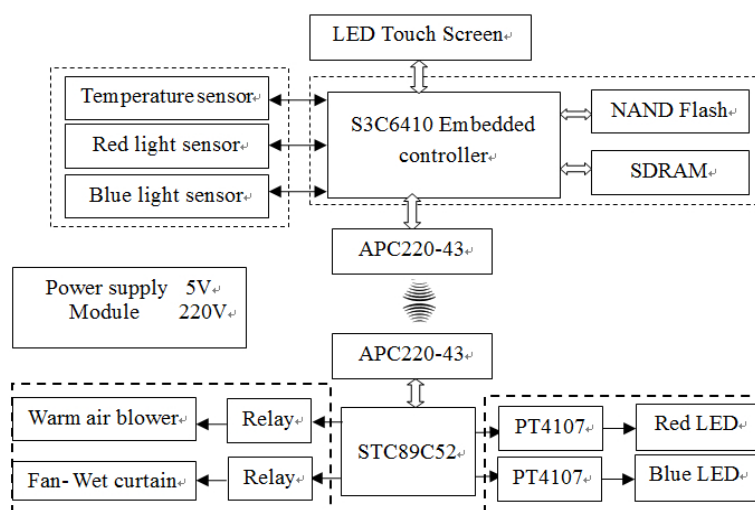 LED Touch Screen
Temperature sensor
Red light sensor
Blue light sensor
S3C6410 Embedded
controller
NAND Flash
SDRAM
APC220-43
Power supply 5V
Module 220V
APC220-43
Warm air blower
Relay
STC89C52
PT4107
Red LED
Fan- Wet curtain
Relay
PT4107
Blue LED